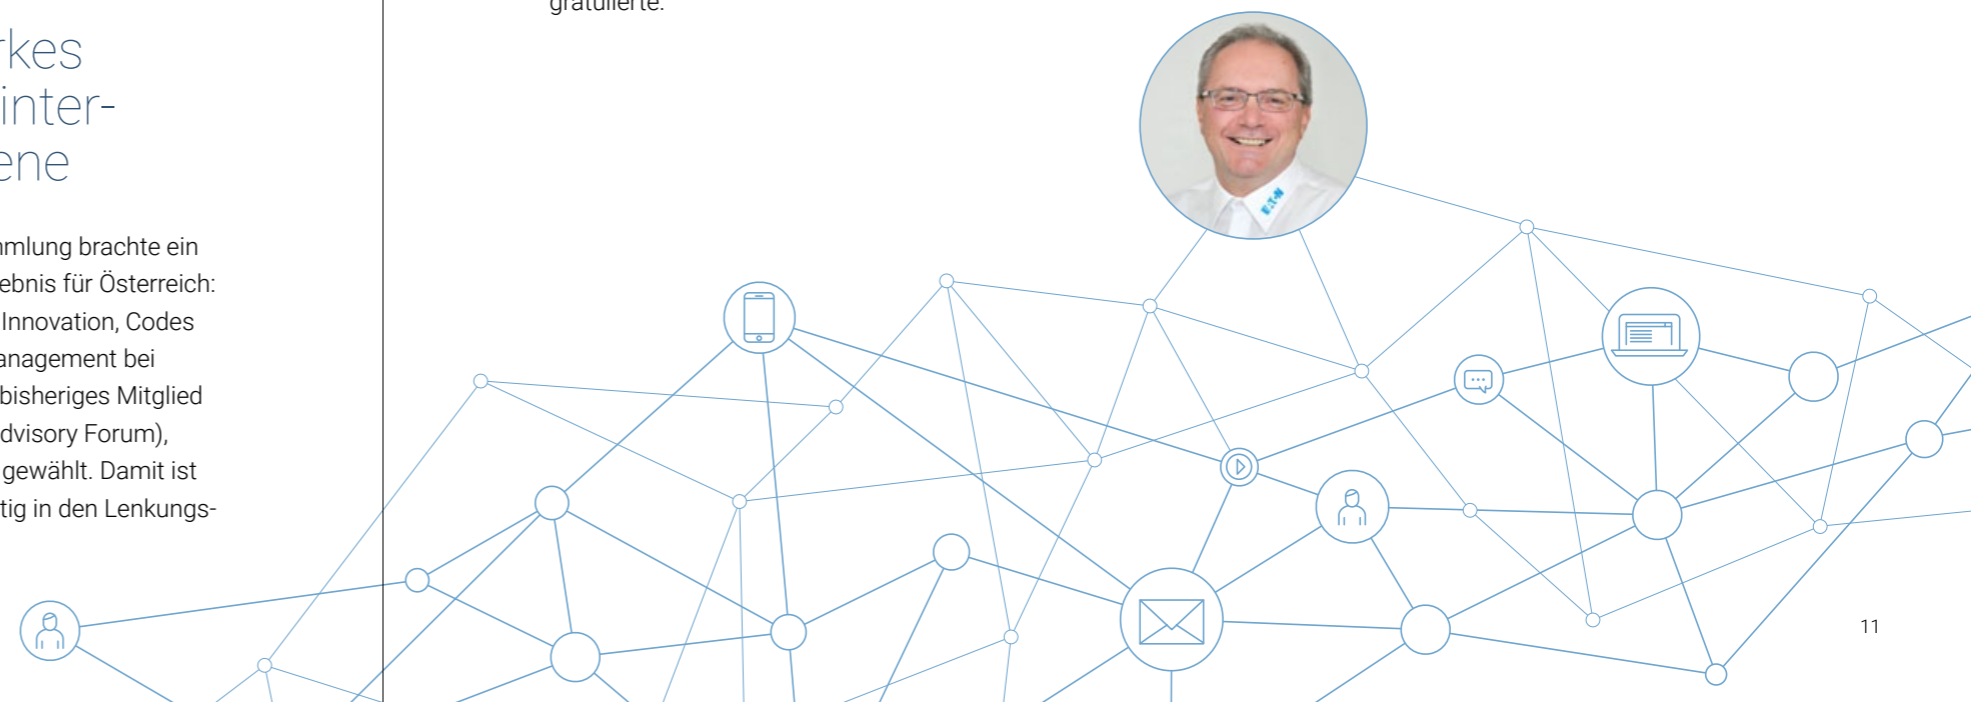 rkes
inter-
ene
mlung brachte ein
ebnis für Österreich:
Innovation, Codes
anagement bei
bisheriges Mitglied
dvisory Forum),
gewählt. Damit ist
tig in den Lenkungs-
gratulierte.
EATON
11